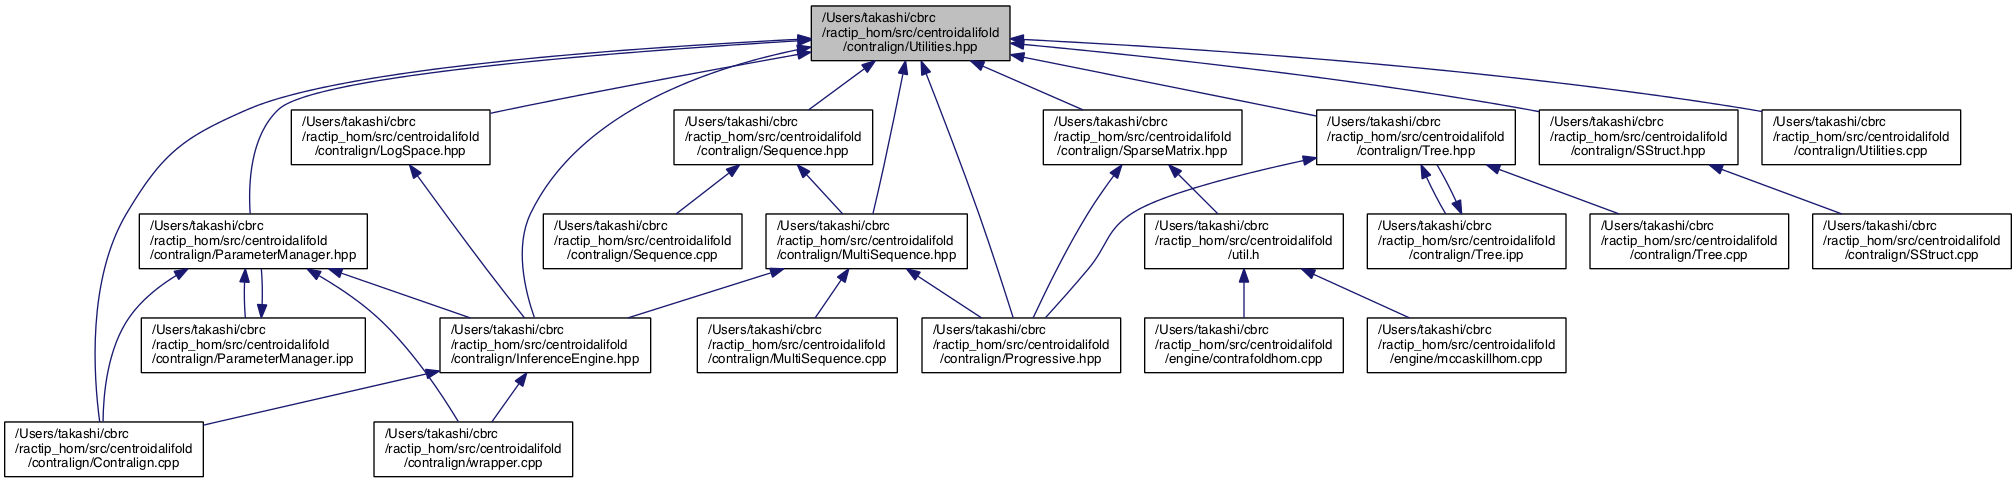 /Users/takashi/cbrc
/ractip_hom/src/centroidalifold
/contralign/Utilities.hpp
/Users/takashi/cbrc
/ractip_hom/src/centroidalifold
/contralign/LogSpace.hpp
/Users/takashi/cbrc
/ractip_hom/src/centroidalifold
/contralign/Sequence.hpp
/Users/takashi/cbrc
/ractip_hom/src/centroidalifold
/contralign/SparseMatrix.hpp
/Users/takashi/cbrc
/ractip_hom/src/centroidalifold
/contralign/Tree.hpp
/Users/takashi/cbrc
/ractip_hom/src/centroidalifold
/contralign/SStruct.hpp
/Users/takashi/cbrc
/ractip_hom/src/centroidalifold
/contralign/Utilities.cpp
/Users/takashi/cbrc
/ractip_hom/src/centroidalifold
/contralign/ParameterManager.hpp
/Users/takashi/cbrc
/ractip_hom/src/centroidalifold
/contralign/Sequence.cpp
/Users/takashi/cbrc
/ractip_hom/src/centroidalifold
/contralign/MultiSequence.hpp
/Users/takashi/cbrc
/ractip_hom/src/centroidalifold
/util.h
/Users/takashi/cbrc
/ractip_hom/src/centroidalifold
/contralign/Tree.ipp
/Users/takashi/cbrc
/ractip_hom/src/centroidalifold
/contralign/Tree.cpp
/Users/takashi/cbrc
/ractip_hom/src/centroidalifold
/contralign/SStruct.cpp
/Users/takashi/cbrc
/ractip_hom/src/centroidalifold
/contralign/ParameterManager.ipp
/Users/takashi/cbrc
/ractip_hom/src/centroidalifold
/contralign/InferenceEngine.hpp
/Users/takashi/cbrc
/ractip_hom/src/centroidalifold
/contralign/MultiSequence.cpp
/Users/takashi/cbrc
/ractip_hom/src/centroidalifold
/contralign/Progressive.hpp
/Users/takashi/cbrc
/ractip_hom/src/centroidalifold
/engine/contrafoldhom.cpp
/Users/takashi/cbrc
/ractip_hom/src/centroidalifold
/engine/mccaskillhom.cpp
/Users/takashi/cbrc
/ractip_hom/src/centroidalifold
/contralign/Contralign.cpp
/Users/takashi/cbrc
/ractip_hom/src/centroidalifold
/contralign/wrapper.cpp